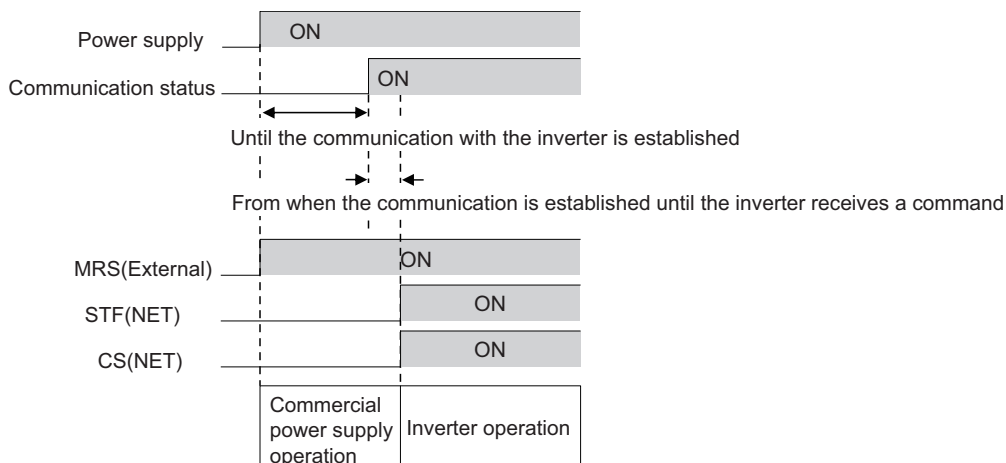 Power supply
ON
Communication status
ON
Until the communication with the inverter is established
From when the communication is established until the inverter receives a command
MRS(External)
ON
STF(NET)
ON
CS(NET)
ON
Commercial
power supply
operation
Inverter operation